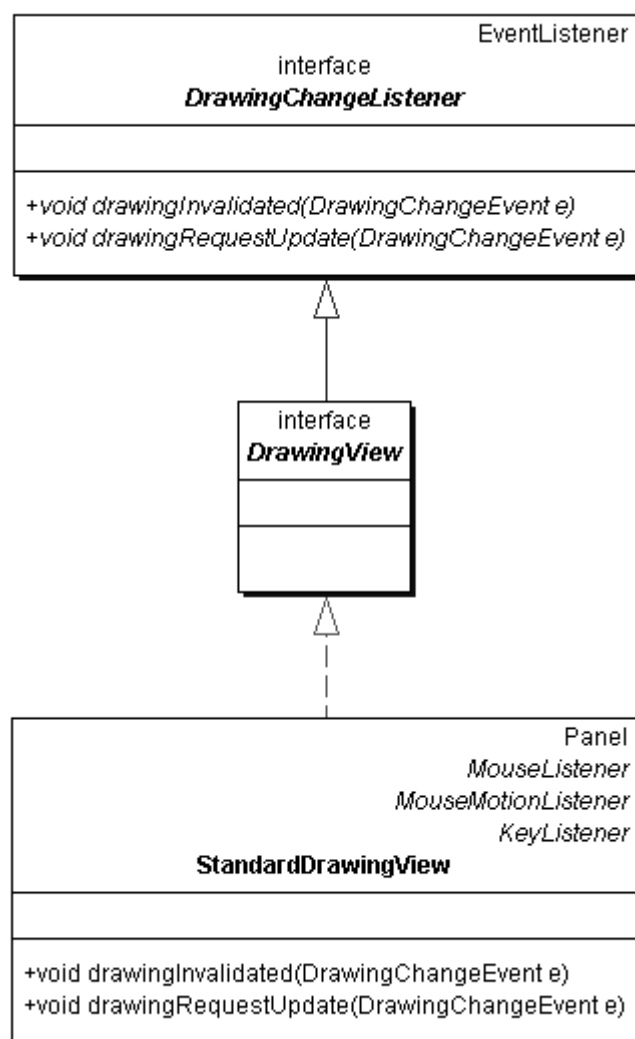 EventListener
interface
DrawingChangeListener
+void drawingInvalidated(DrawingChangeEvent e)
+void drawingRequestUpdate(DrawingChangeEvent e)
interface
DrawingView
Panel
MouseListener
MouseMotionListener
KeyListener
StandardDrawingView
+void drawingInvalidated(DrawingChangeEvent e)
+void drawingRequestUpdate(DrawingChangeEvent e)